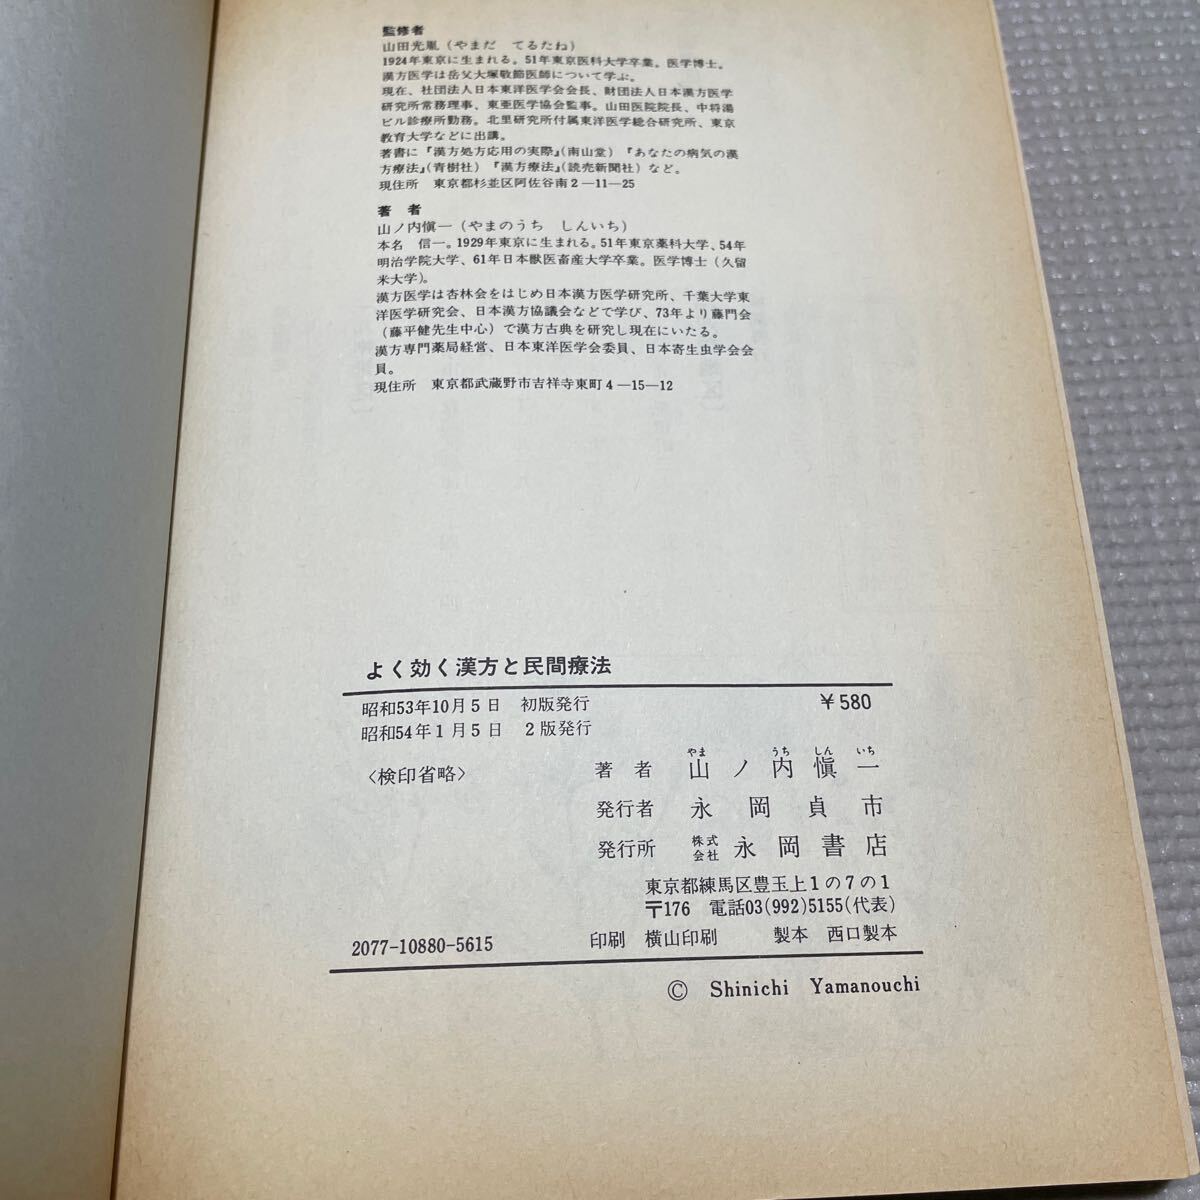 監修者
山田光胤(やまだ てるたね)
1924年東京に生まれる。51年東京医科大学卒業。医学博士。
漢方医学は岳父大塚敬節医師について学ぶ。
現在、社団法人日本東洋医学会会長、財団法人日本漢方医学
研究所常務理事、東亜医学協会監事。山田医院院長、中将湯
ビル診療所勤務。北里研究所付属東洋医学総合研究所、東京
教育大学などに出講。
著書に『漢方処方応用の実際』(南山堂)『あなたの病気の漢
方療法』(青樹社)『漢方療法』(読売新聞社)など。
現住所 東京都杉並区阿佐谷南2―11―25
著者
山ノ内愼一(やまのうち しんいち)
本名 信一。1929年東京に生まれる。51年東京薬科大学、54年
明治学院大学、61年日本獣医畜産大学卒業。医学博士(久留
米大学)。
漢方医学は杏林会をはじめ日本漢方医学研究所、千葉大学東
洋医学研究会、日本漢方協議会などで学び、73年より藤門会
(藤平健先生中心)で漢方古典を研究し現在にいたる。
漢方専門薬局経営、日本東洋医学会委員、日本寄生虫学会会
員。
現住所 東京都武蔵野市吉祥寺東町4―15―12
よく効く漢方と民間療法
昭和53年10月5日 初版発行 ¥580
昭和54年1月5日 2版発行
やま うち しん いち
〈検印省略〉 著者 山ノ内愼一
発行者 永岡貞市
発行所 株式会社 永岡書店
東京都練馬区豊玉上1の7の1
〒176 電話03(992)5155(代表)
2077-10880-5615 印刷 横山印刷 製本 西口製本
© Shinichi Yamanouchi